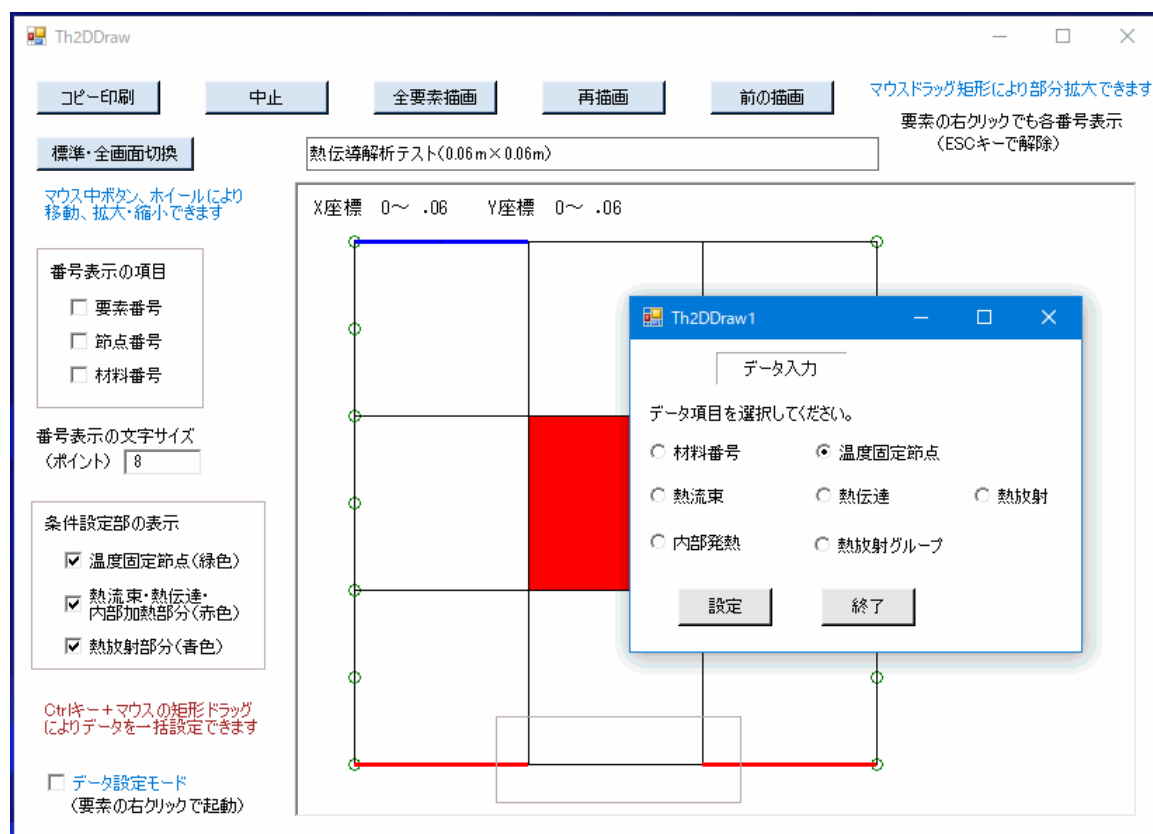 Th2DDraw
コピー印刷
中止
全要素描画
再描画
前の描画
マウスドラッグ矩形により部分拡大できます
要素の右クリックでも各番号表示
(ESCキーで解除)
標準・全画面切換
熱伝導解析テスト(0.06m×0.06m)
マウス中ボタン、ホイールにより
移動、拡大・縮小できます
X座標 0～ .06 Y座標 0～ .06
番号表示の項目
要素番号
節点番号
材料番号
番号表示の文字サイズ
(ポイント) 8
条件設定部の表示
温度固定節点(緑色)
熱流束・熱伝達・
内部加熱部分(赤色)
熱放射部分(青色)
Ctrlキー+マウスの矩形ドラッグ
によりデータを一括設定できます
データ設定モード
(要素の右クリックで起動)
Th2DDraw1
データ入力
データ項目を選択してください。
材料番号
温度固定節点
熱流束
熱伝達
熱放射
内部発熱
熱放射グループ
設定
終了